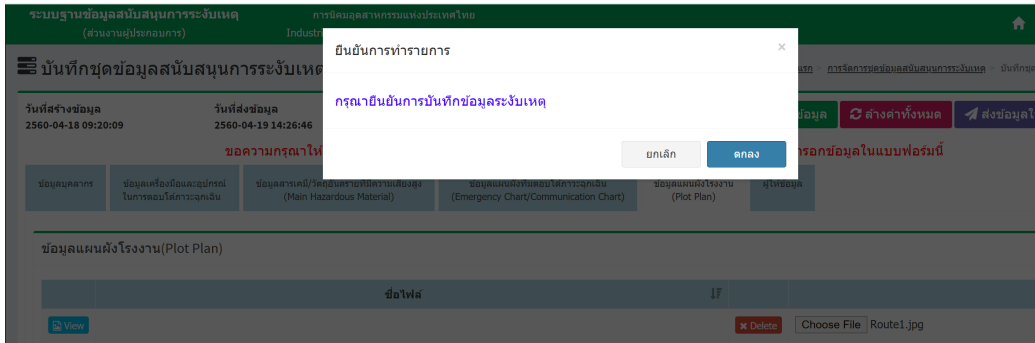 ระบบฐานข้อมูลสนับสนุนการระงับเหตุ
การนิคมอุตสาหกรรมแห่งประเทศไทย
(ส่วนงานผู้ประกอบการ)
Industri
ยืนยันการทำรายการ
×
กรุณายืนยันการบันทึกข้อมูลระงับเหตุ
ยกเลิก
ตกลง
บันทึกชุดข้อมูลสนับสนุนการระงับเหตุ
แรก
การจัดการชุดข้อมูลสนับสนุนการระงับเหตุ
บันทึกชุด
วันที่สร้างข้อมูล
วันที่ส่งข้อมูล
2560-04-18 09:20:09
2560-04-19 14:26:46
ข้อมูล
ล้างค่าทั้งหมด
ส่งข้อมูลใ
ขอความกรุณาให้
กรอกข้อมูลในแบบฟอร์มนี้
ข้อมูลบุคลากร
ข้อมูลเครื่องมือและอุปกรณ์
ในการตอบโต้ภาวะฉุกเฉิน
ข้อมูลสารเคมี/วัตถุอันตรายที่มีความเสี่ยงสูง
(Main Hazardous Material)
ข้อมูลแผนผังทีมตอบโต้ภาวะฉุกเฉิน
(Emergency Chart/Communication Chart)
ข้อมูลแผนผังโรงงาน
(Plot Plan)
ผู้ให้ข้อมูล
ข้อมูลแผนผังโรงงาน(Plot Plan)
ชื่อไฟล์
View
Delete
Choose File Route1.jpg